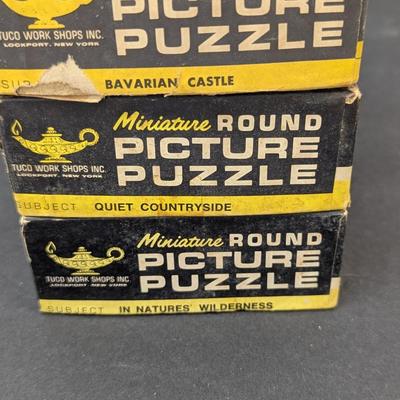 PICTURE
PUZZLE
TUCO WORK SHOPS INC.
LOCKPORT, NEW YORK
BAVARIAN CASTLE
Miniature ROUND
PICTURE
PUZZLE
TUCO WORK SHOPS INC.
LOCKPORT, NEW YORK
SUBJECT QUIET COUNTRYSIDE
Miniature ROUND
PICTURE
PUZZLE
TUCO WORK SHOPS INC.
LOCKPORT, NEW YORK
SUBJECT IN NATURES' WILDERNESS